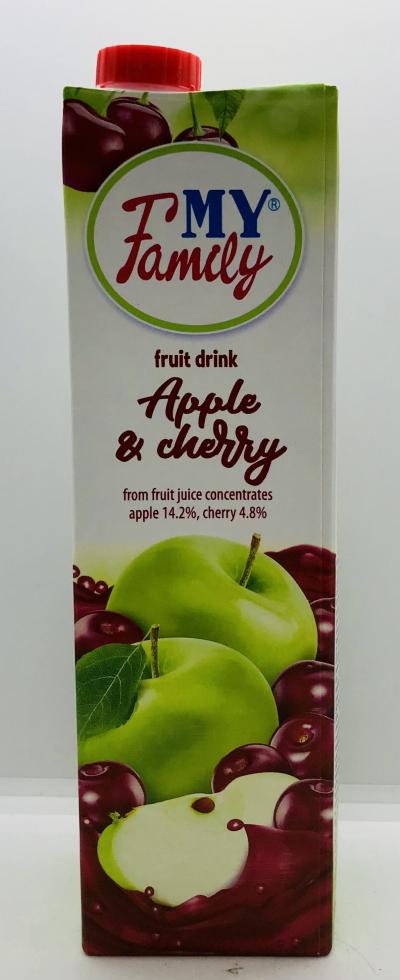 MY®
Family
fruit drink
Apple
& cherry
from fruit juice concentrates
apple 14.2%, cherry 4.8%